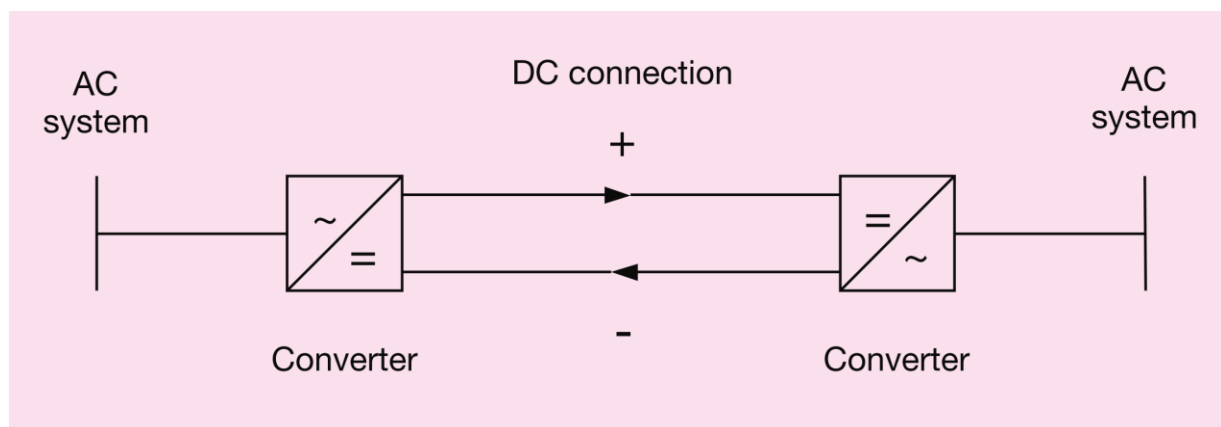 AC
system
DC connection
AC
system
+
~
=
=
~
-
Converter
Converter